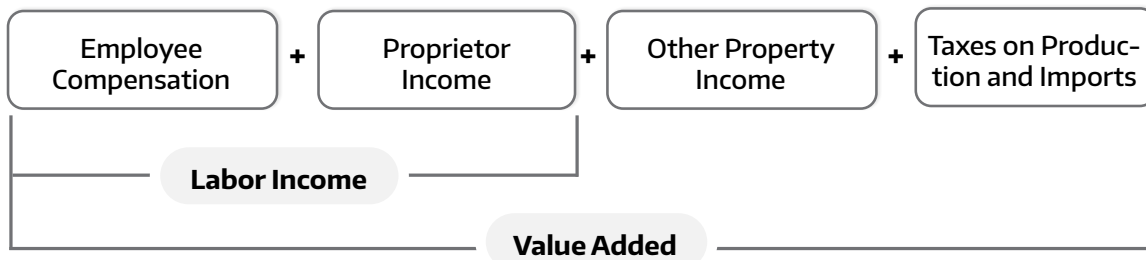 Employee
Compensation
+
Proprietor
Income
+
Other Property
Income
+
Taxes on Produc-
tion and Imports
Labor Income
Value Added